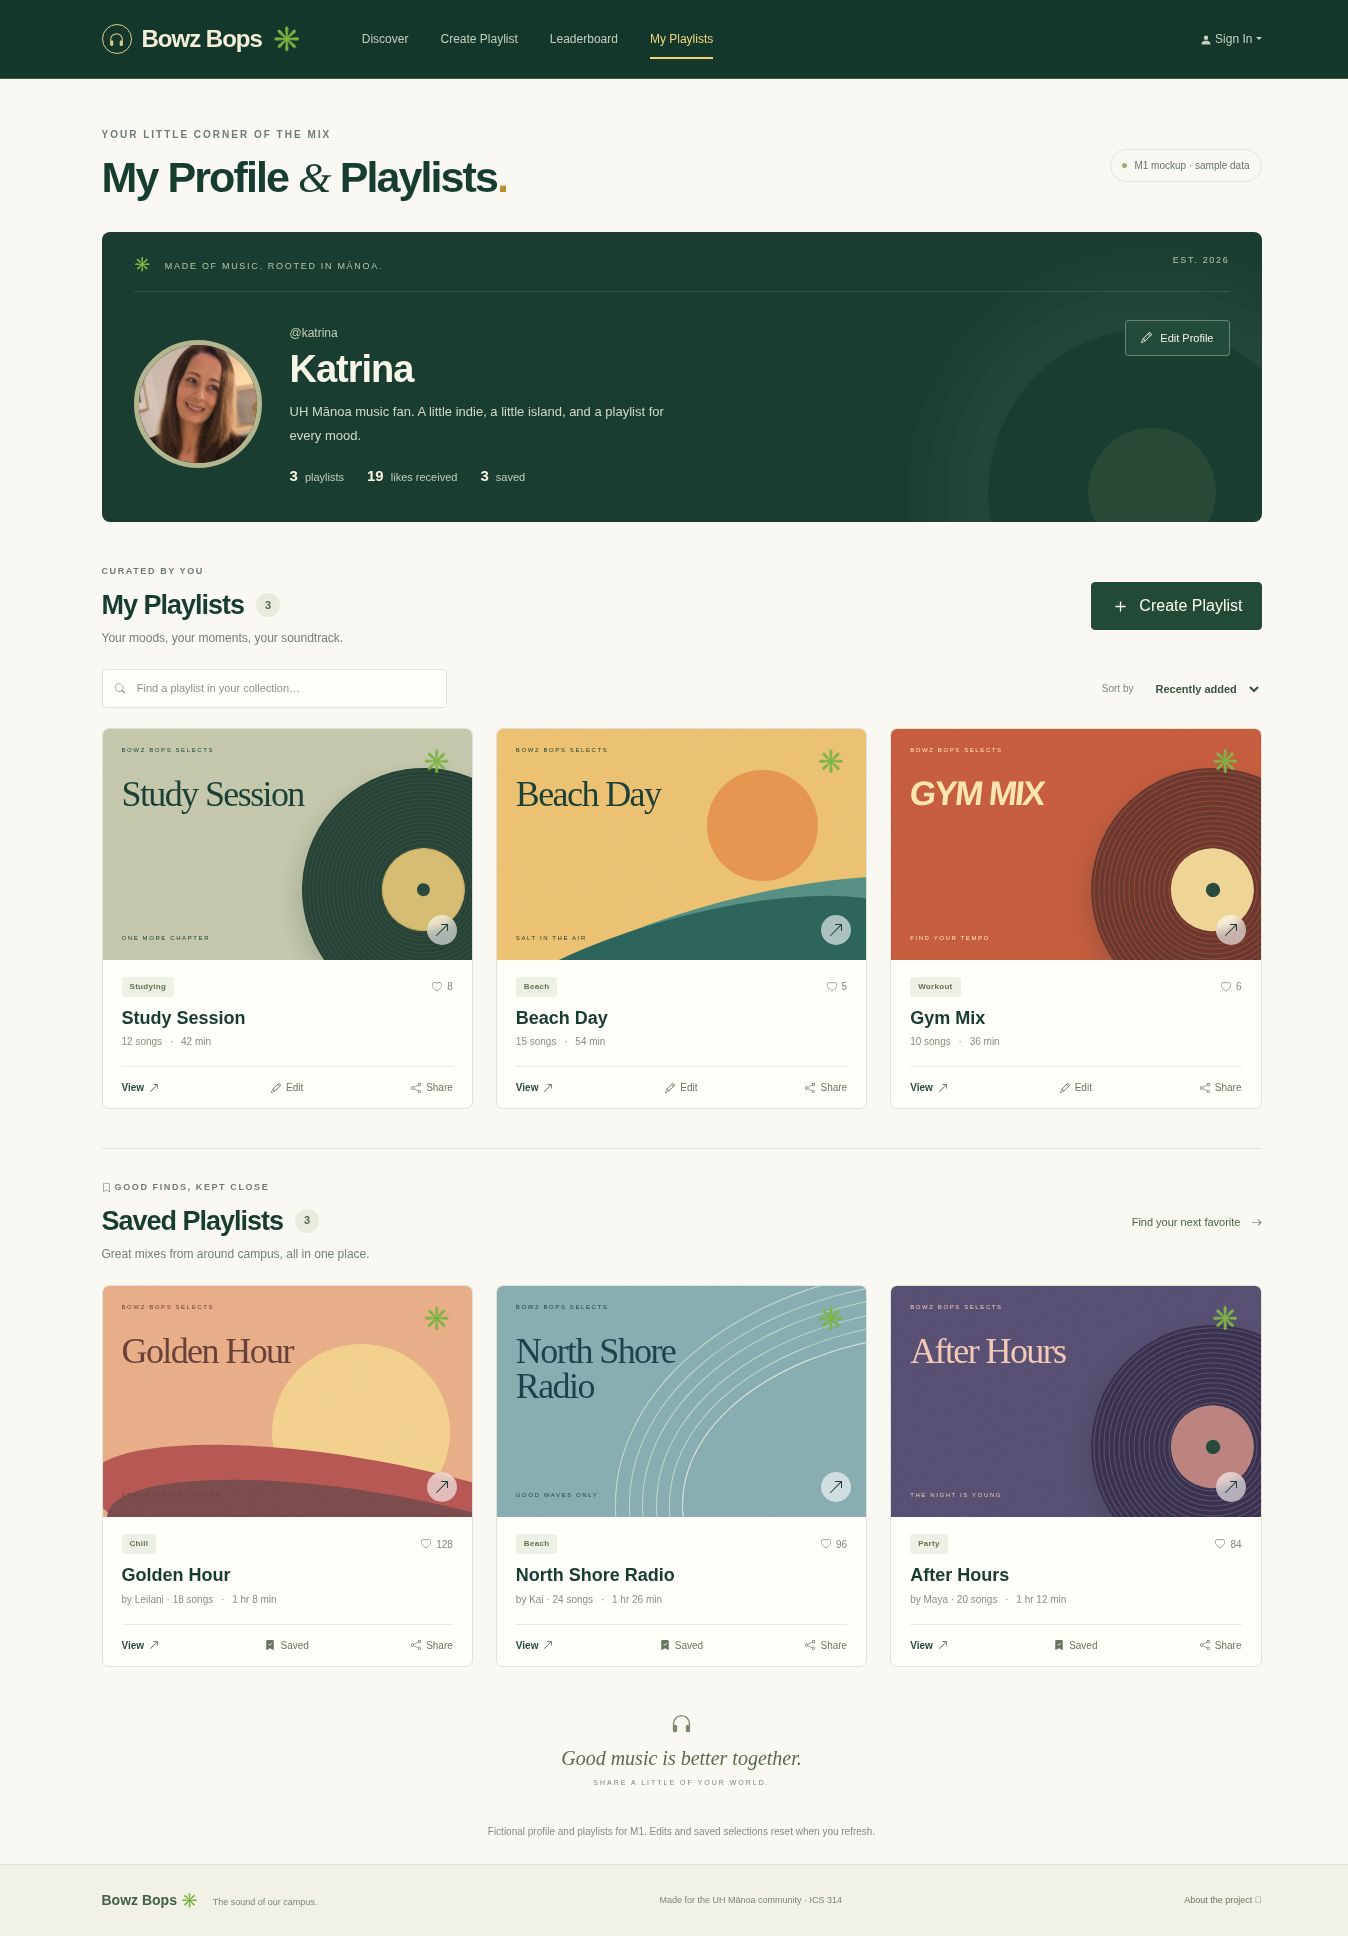 Bowz Bops
Discover
Create Playlist
Leaderboard
My Playlists
Sign In
YOUR LITTLE CORNER OF THE MIX
My Profile & Playlists.
M1 mockup · sample data
MADE OF MUSIC. ROOTED IN MĀNOA.
EST. 2026
@katrina
Edit Profile
Katrina
UH Mānoa music fan. A little indie, a little island, and a playlist for
every mood.
3 playlists 19 likes received 3 saved
CURATED BY YOU
My Playlists 3
Create Playlist
Your moods, your moments, your soundtrack.
Find a playlist in your collection…
Sort by Recently added
BOWZ BOPS SELECTS
Study Session
ONE MORE CHAPTER
Studying
8
Study Session
12 songs · 42 min
View Edit Share
BOWZ BOPS SELECTS
Beach Day
SALT IN THE AIR
Beach
5
Beach Day
15 songs · 54 min
View Edit Share
BOWZ BOPS SELECTS
GYM MIX
FIND YOUR TEMPO
Workout
6
Gym Mix
10 songs · 36 min
View Edit Share
GOOD FINDS, KEPT CLOSE
Saved Playlists 3
Find your next favorite
Great mixes from around campus, all in one place.
BOWZ BOPS SELECTS
Golden Hour
Chill
128
Golden Hour
by Leilani · 18 songs · 1 hr 8 min
View Saved Share
BOWZ BOPS SELECTS
North Shore
Radio
GOOD WAVES ONLY
Beach
96
North Shore Radio
by Kai · 24 songs · 1 hr 26 min
View Saved Share
BOWZ BOPS SELECTS
After Hours
THE NIGHT IS YOUNG
Party
84
After Hours
by Maya · 20 songs · 1 hr 12 min
View Saved Share
Good music is better together.
SHARE A LITTLE OF YOUR WORLD.
Fictional profile and playlists for M1. Edits and saved selections reset when you refresh.
Bowz Bops
The sound of our campus.
Made for the UH Mānoa community · ICS 314
About the project